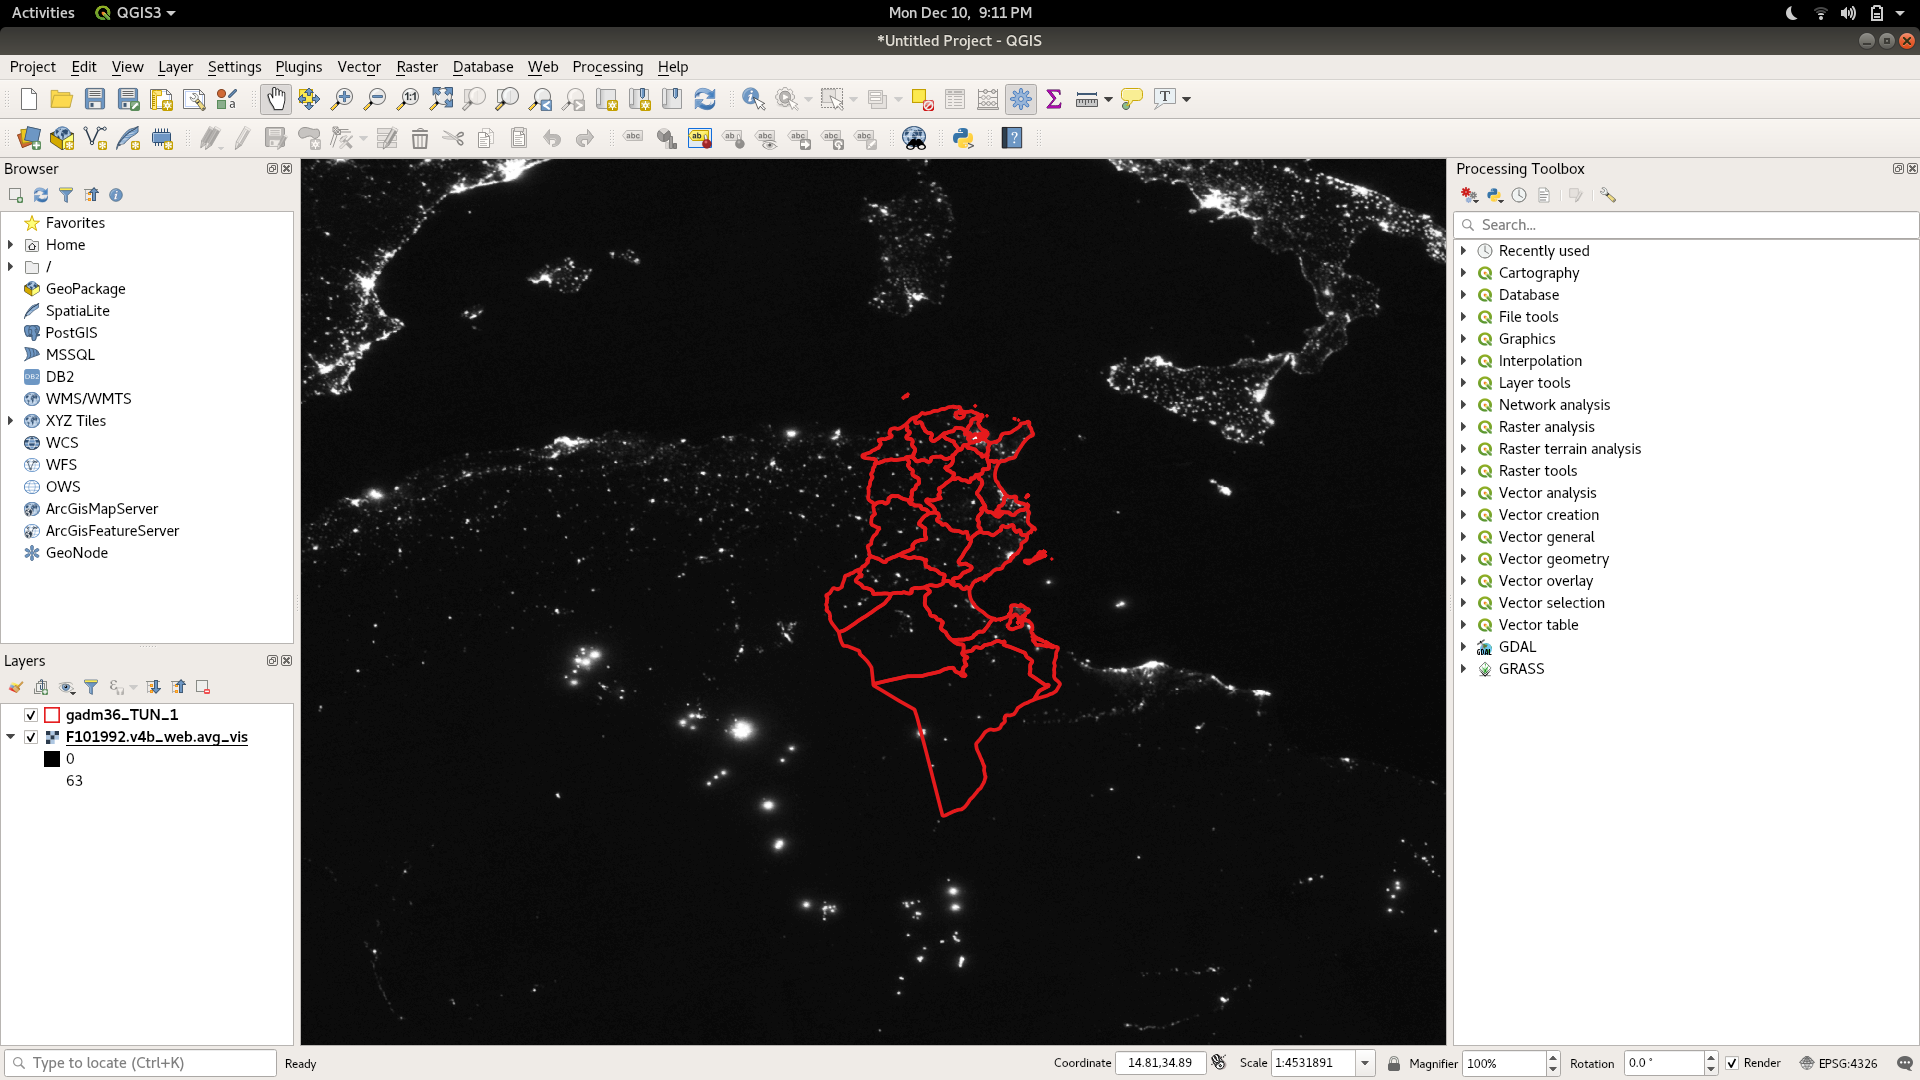 Activities QGIS3 Mon Dec 10, 9:11 PM
*Untitled Project - QGIS
Project Edit View Layer Settings Plugins Vector Raster Database Web Processing Help
Browser
Favorites
Home
/
GeoPackage
SpatiaLite
PostGIS
MSSQL
DB2
WMS/WMTS
XYZ Tiles
WCS
WFS
OWS
ArcGisMapServer
ArcGisFeatureServer
GeoNode
Layers
gadm36_TUN_1
F101992.v4b_web.avg_vis
0
63
Processing Toolbox
Search...
Recently used
Cartography
Database
File tools
Graphics
Interpolation
Layer tools
Network analysis
Raster analysis
Raster terrain analysis
Raster tools
Vector analysis
Vector creation
Vector general
Vector geometry
Vector overlay
Vector selection
Vector table
GDAL
GRASS
Type to locate (Ctrl+K) Ready Coordinate 14.81,34.89 Scale 1:4531891 Magnifier 100% Rotation 0.0 ° Render EPSG:4326